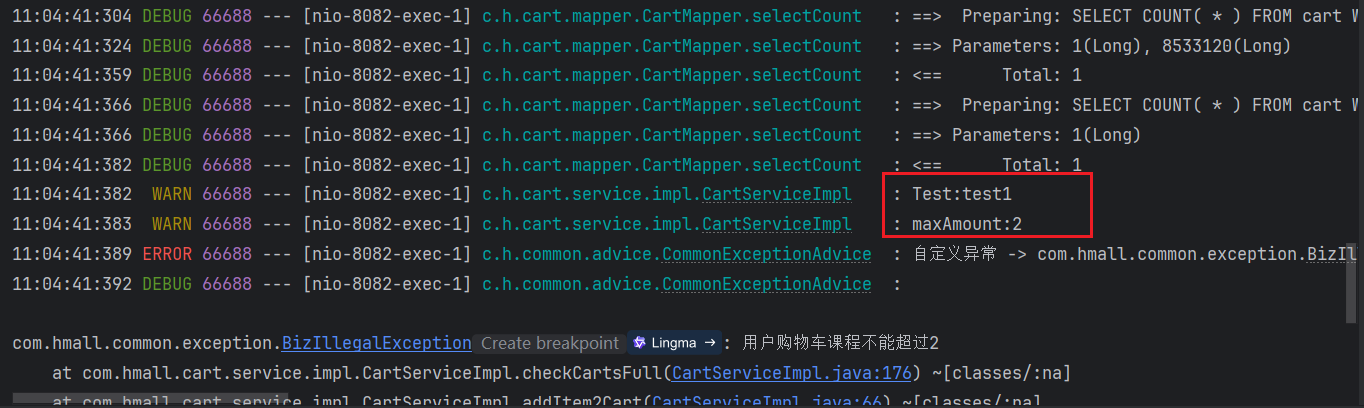 11:04:41:304 DEBUG 66688 --- [nio-8082-exec-1] c.h.cart.mapper.CartMapper.selectCount   : ==>  Preparing: SELECT COUNT( * ) FROM cart W
11:04:41:324 DEBUG 66688 --- [nio-8082-exec-1] c.h.cart.mapper.CartMapper.selectCount   : ==> Parameters: 1(Long), 8533120(Long)
11:04:41:359 DEBUG 66688 --- [nio-8082-exec-1] c.h.cart.mapper.CartMapper.selectCount   : <==      Total: 1
11:04:41:366 DEBUG 66688 --- [nio-8082-exec-1] c.h.cart.mapper.CartMapper.selectCount   : ==>  Preparing: SELECT COUNT( * ) FROM cart W
11:04:41:366 DEBUG 66688 --- [nio-8082-exec-1] c.h.cart.mapper.CartMapper.selectCount   : ==> Parameters: 1(Long)
11:04:41:382 DEBUG 66688 --- [nio-8082-exec-1] c.h.cart.mapper.CartMapper.selectCount   : <==      Total: 1
11:04:41:382  WARN 66688 --- [nio-8082-exec-1] c.h.cart.service.impl.CartServiceImpl    : Test:test1
11:04:41:383  WARN 66688 --- [nio-8082-exec-1] c.h.cart.service.impl.CartServiceImpl    : maxAmount:2
11:04:41:389 ERROR 66688 --- [nio-8082-exec-1] c.h.common.advice.CommonExceptionAdvice  : 自定义异常 -> com.hmall.common.exception.BizIl
11:04:41:392 DEBUG 66688 --- [nio-8082-exec-1] c.h.common.advice.CommonExceptionAdvice  :
com.hmall.common.exception.BizIllegalException Create breakpoint Lingma → : 用户购物车课程不能超过2
at com.hmall.cart.service.impl.CartServiceImpl.checkCartsFull(CartServiceImpl.java:176) ~[classes/:na]
at com.hmall.cart.service.impl.CartServiceImpl.addItem2Cart(CartServiceImpl.java:66) ~[classes/:na]